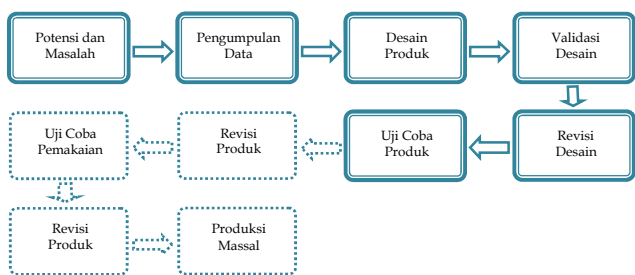 Potensi dan
Masalah
Pengumpulan
Data
Desain
Produk
Validasi
Desain
Revisi
Desain
Uji Coba
Produk
Revisi
Produk
Uji Coba
Pemakaian
Revisi
Produk
Produksi
Massal